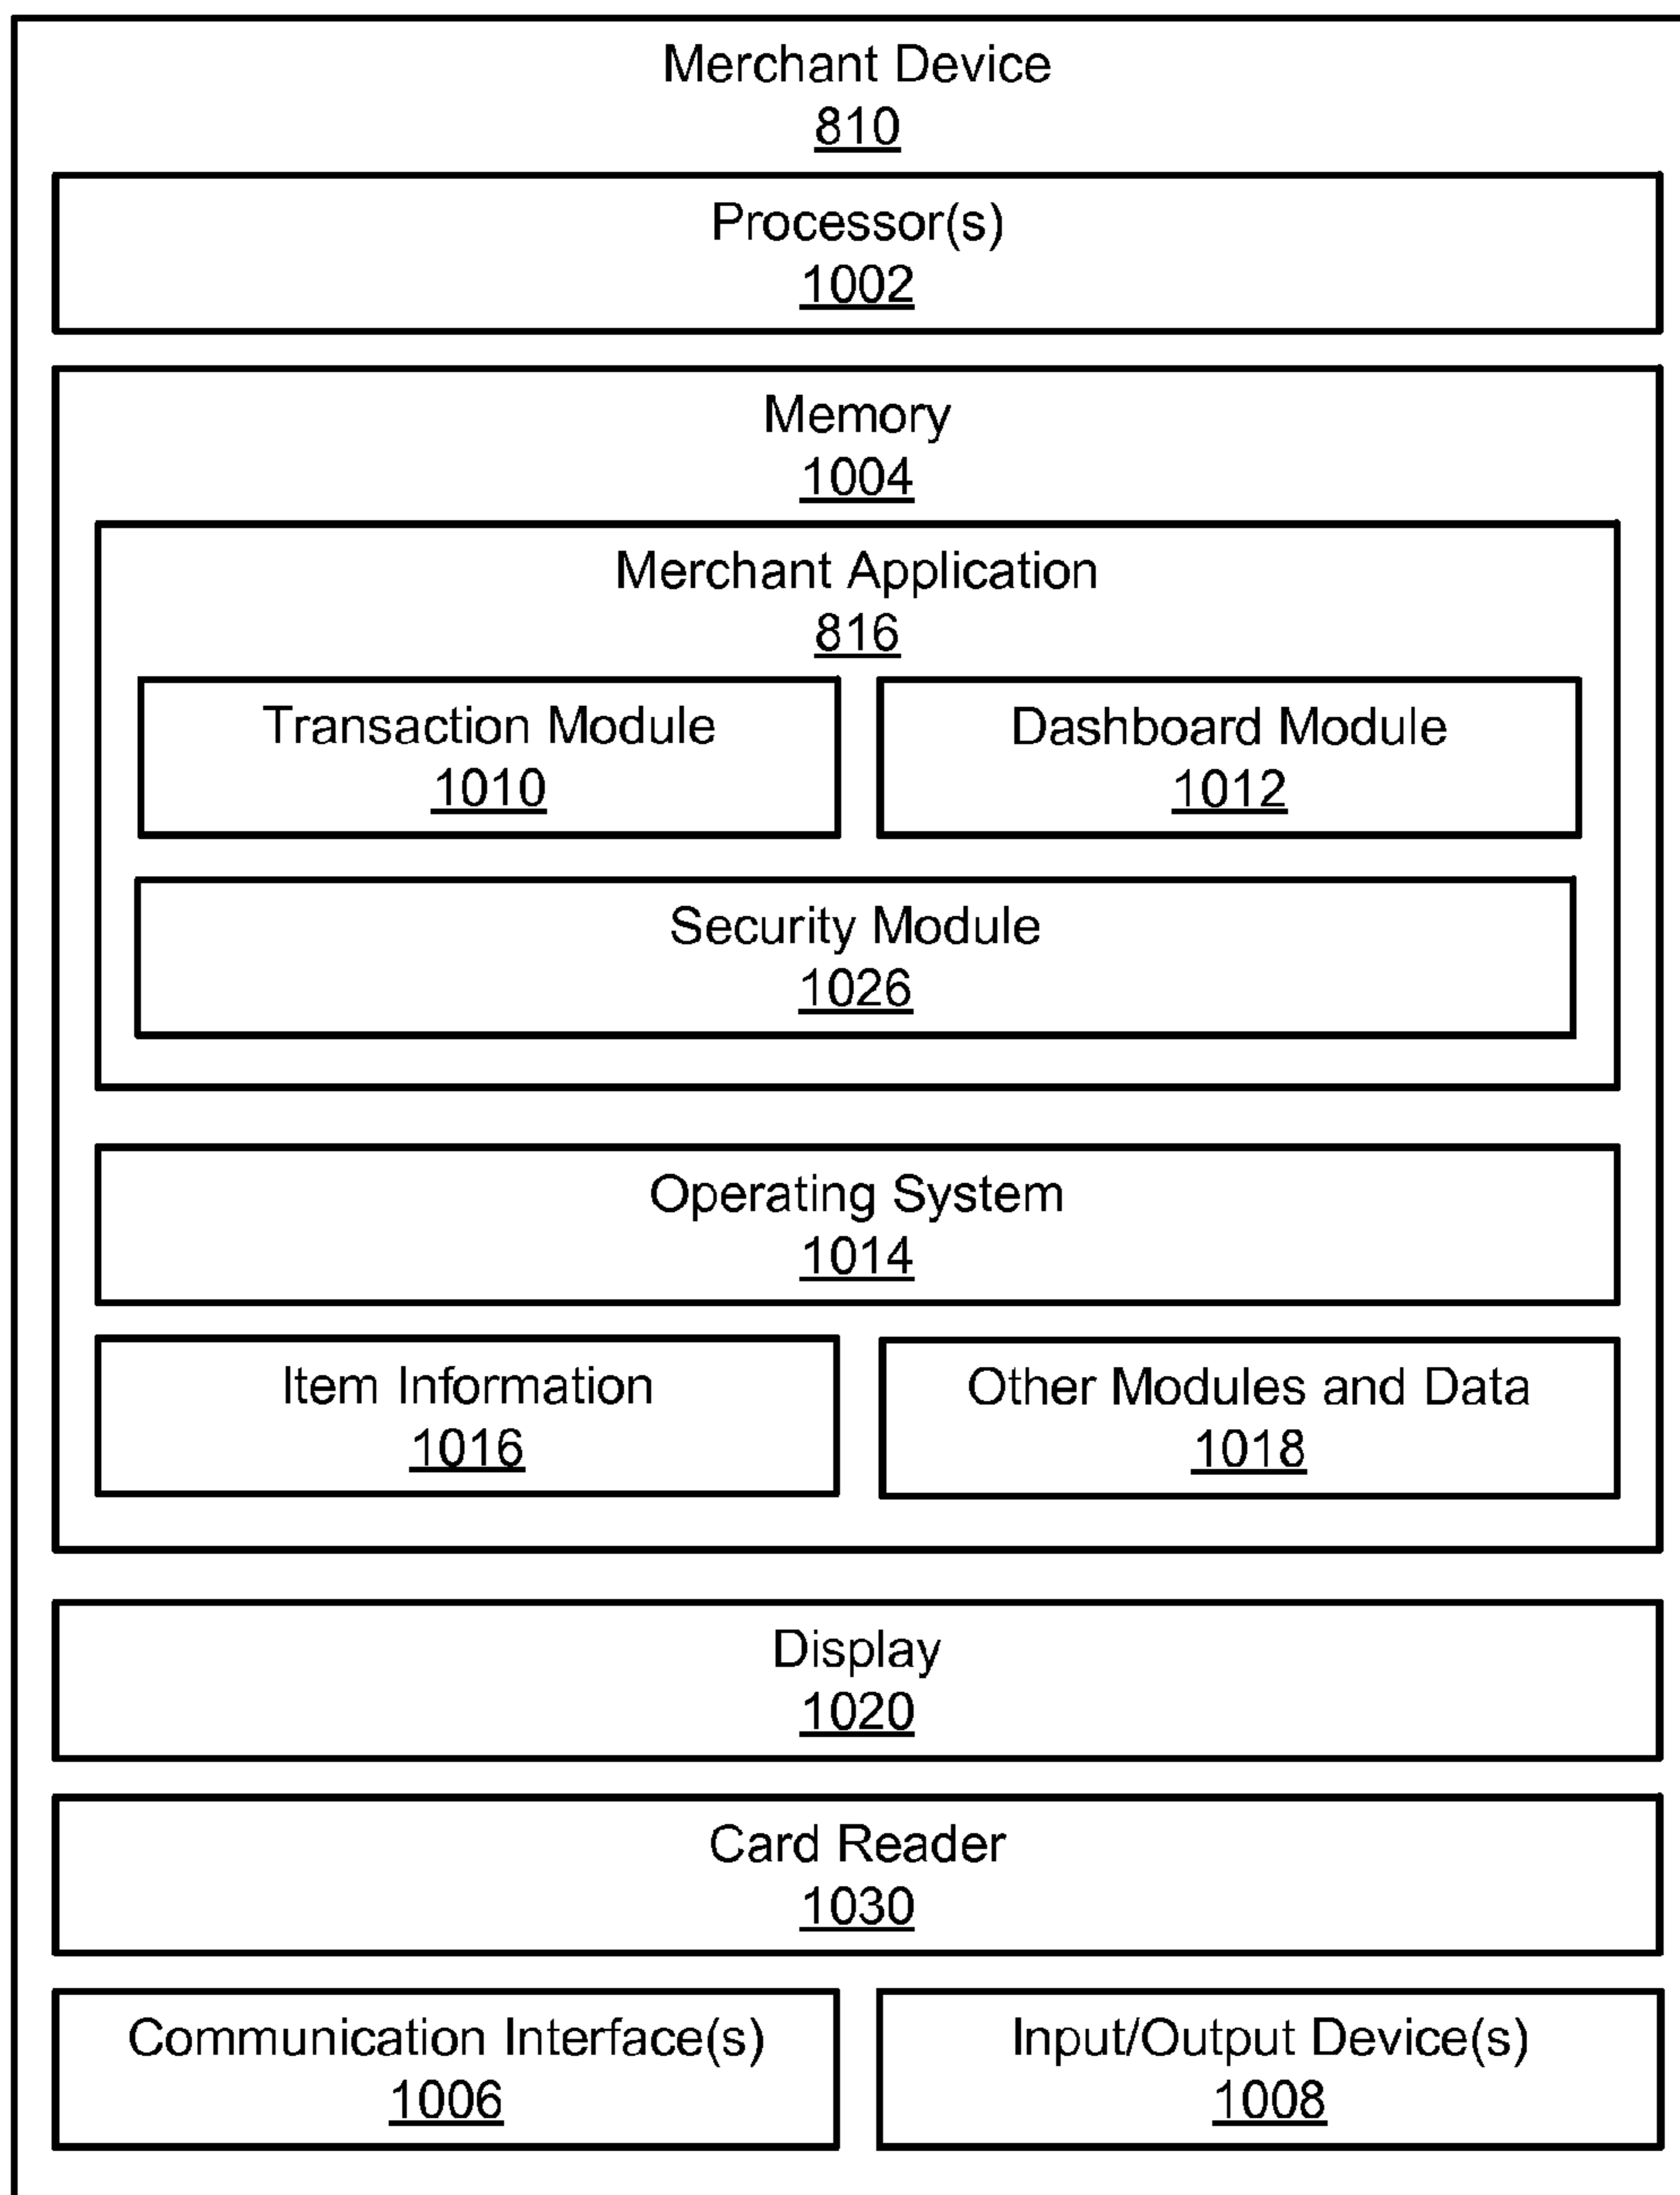 Merchant Device
810
Processor(s)
1002
Memory
1004
Merchant Application
816
Transaction Module
1010
Dashboard Module
1012
Security Module
1026
Operating System
1014
Item Information
1016
Other Modules and Data
1018
Display
1020
Card Reader
1030
Communication Interface(s)
1006
Input/Output Device(s)
1008